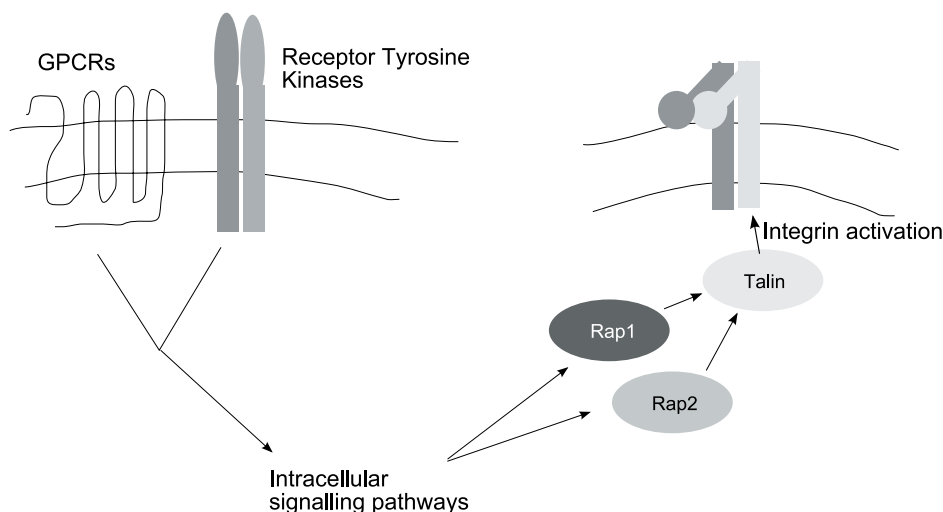 GPCRs
Receptor Tyrosine
Kinases
Integrin activation
Talin
Rap1
Rap2
Intracellular
signalling pathways